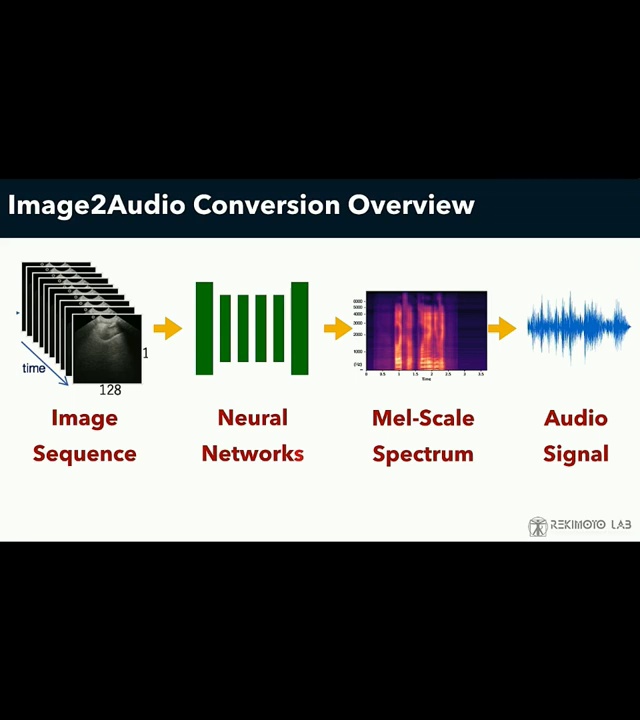 Image2Audio Conversion Overview
time
1
128
Time
Image
Sequence
Neural
Networks
Mel-Scale
Spectrum
Audio
Signal
REKIMOTO LAB